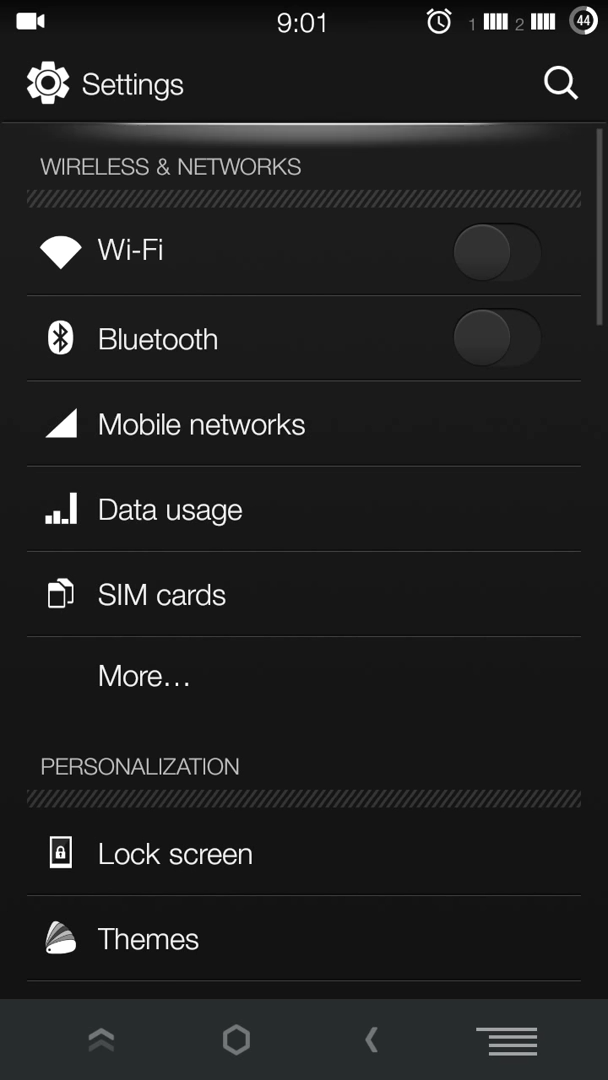 9:01
1 2 44
Settings
WIRELESS & NETWORKS
Wi-Fi
Bluetooth
Mobile networks
Data usage
SIM cards
More...
PERSONALIZATION
Lock screen
Themes